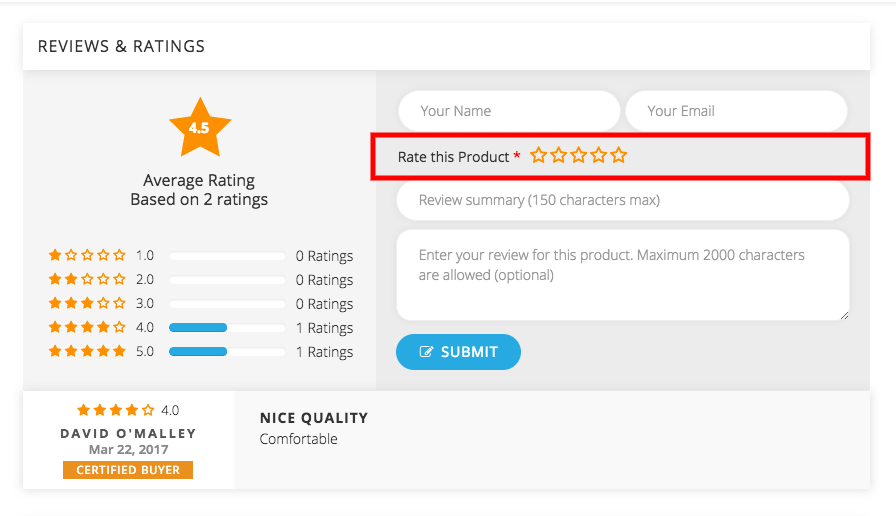 REVIEWS & RATINGS
4.5
Average Rating
Based on 2 ratings
1.0 0 Ratings
2.0 0 Ratings
3.0 0 Ratings
4.0 1 Ratings
5.0 1 Ratings
Your Name
Your Email
Rate this Product *
Review summary (150 characters max)
Enter your review for this product. Maximum 2000 characters
are allowed (optional)
SUBMIT
4.0
DAVID O'MALLEY
Mar 22, 2017
CERTIFIED BUYER
NICE QUALITY
Comfortable